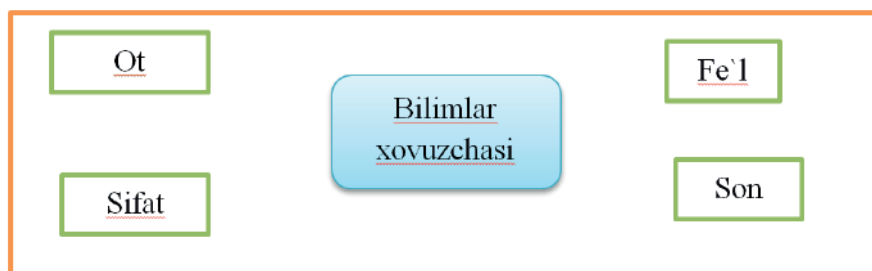 Ot
Fe`l
Bilimlar
xovuzchasi
Sifat
Son